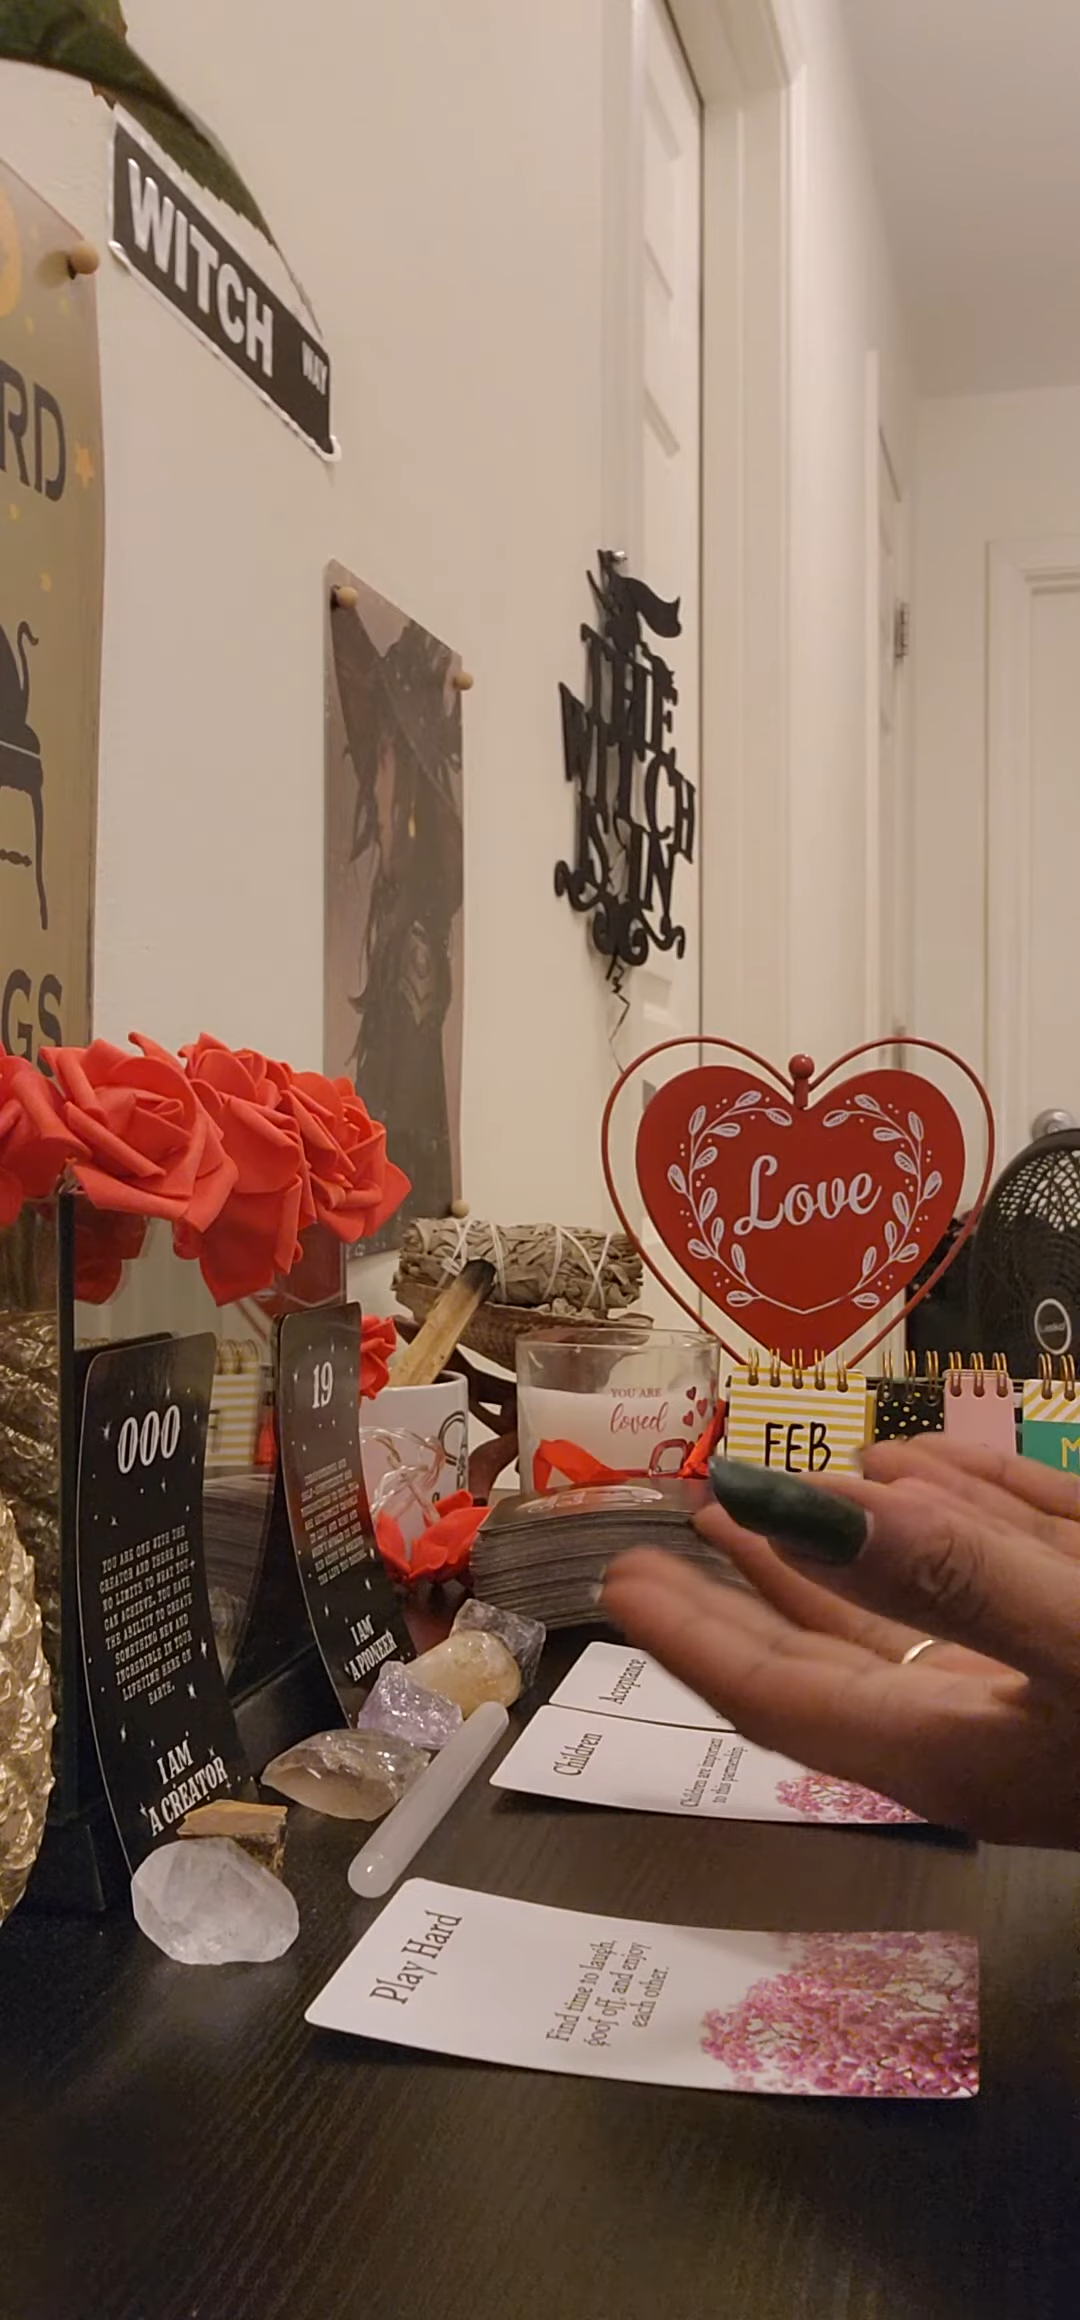 WITCH WAY
RD
GS
THE
WITCH
IS IN
Love
YOU ARE
loved
FEB
M
000
YOU ARE ONE WITH THE
CREATOR AND THERE ARE
NO LIMITS TO WHAT YOU
CAN ACHIEVE. YOU HAVE
THE ABILITY TO CREATE
SOMETHING NEW AND
INCREDIBLE IN YOUR
LIFETIME HERE ON
EARTH.
I AM
A CREATOR
19
I AM
A PIONEER
Acceptance
Children
Children are important
to this partnership.
Play Hard
Find time to laugh,
goof off, and enjoy
each other.